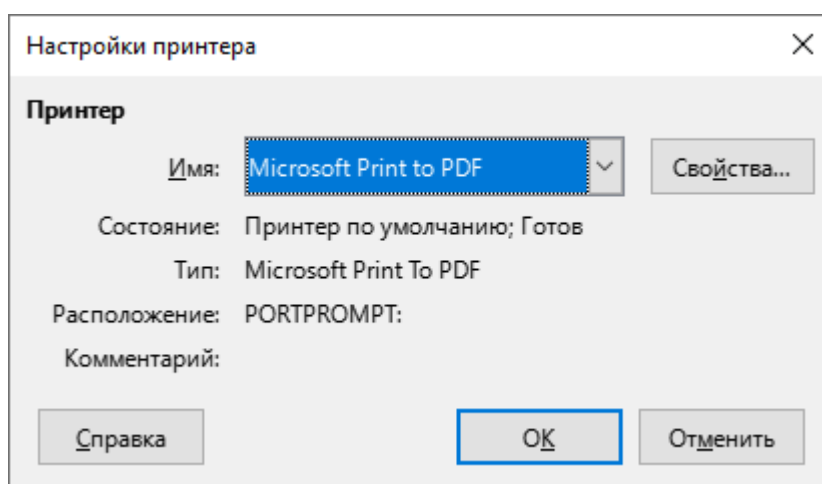 Настройки принтера
Принтер
Имя: Microsoft Print to PDF Свойства...
Состояние: Принтер по умолчанию; Готов
Тип: Microsoft Print To PDF
Расположение: PORTPROMPT:
Комментарий:
Справка OK Отменить